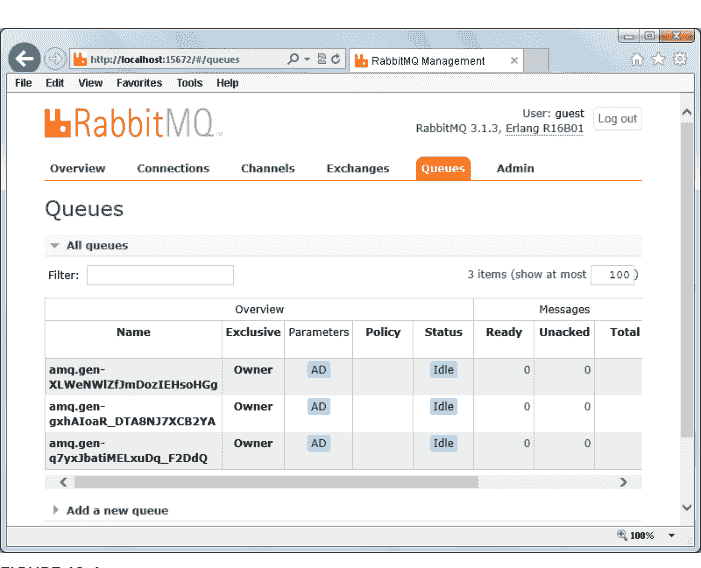 http://localhost:15672/#/queues
RabbitMQ Management
File Edit View Favorites Tools Help
RabbitMQ
User: guest
Log out
RabbitMQ 3.1.3, Erlang R16B01
Overview Connections Channels Exchanges Queues Admin
Queues
All queues
Filter:
3 items (show at most 100 )
Overview Messages
Name Exclusive Parameters Policy Status Ready Unacked Total
amq.gen-
XLWeNWlZfJmDozIEHsoHGg Owner AD Idle 0 0
amq.gen-
gxhAIoaR_DTA8NJ7XCB2YA Owner AD Idle 0 0
amq.gen-
q7yxJbatiMELxuDq_F2DdQ Owner AD Idle 0 0
Add a new queue
100%